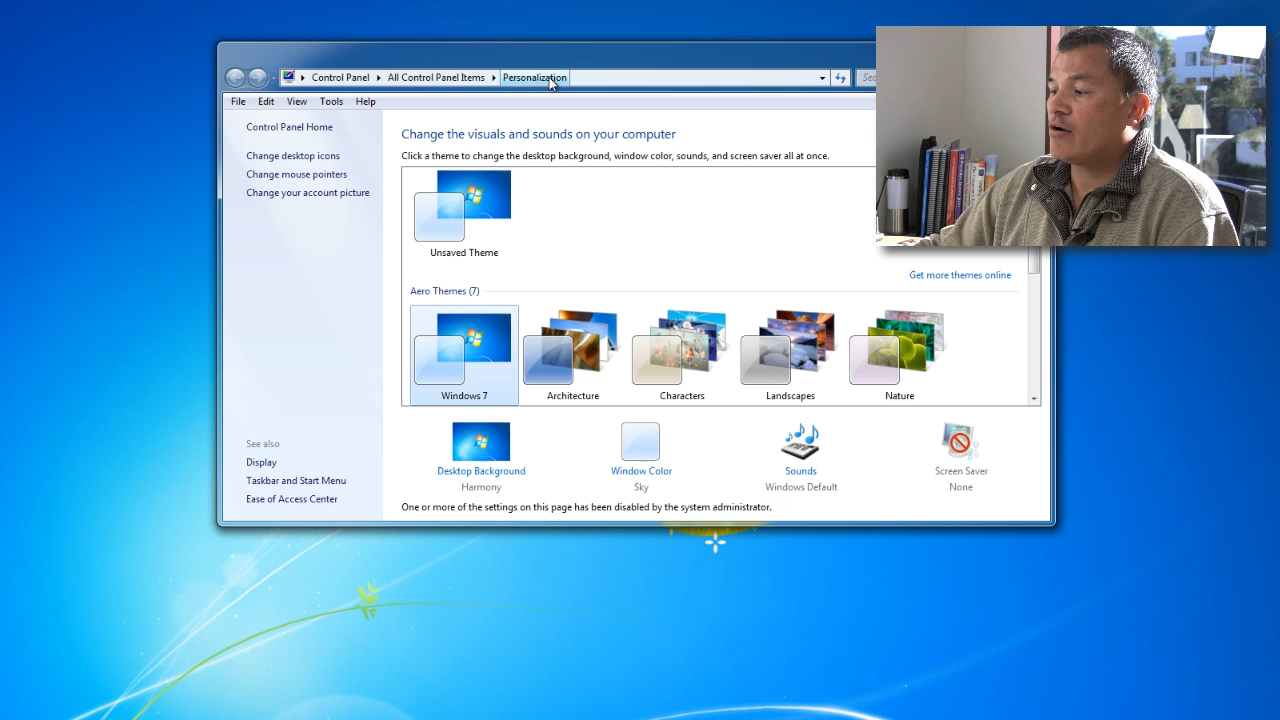 Control Panel
All Control Panel Items
Personalization
File
Edit
View
Tools
Help
Control Panel Home
Change desktop icons
Change mouse pointers
Change your account picture
Change the visuals and sounds on your computer
Click a theme to change the desktop background, window color, sounds, and screen saver all at once.
Unsaved Theme
Get more themes online
Aero Themes (7)
Windows 7
Architecture
Characters
Landscapes
Nature
See also
Display
Taskbar and Start Menu
Ease of Access Center
Desktop Background
Harmony
Window Color
Sky
Sounds
Windows Default
Screen Saver
None
One or more of the settings on this page has been disabled by the system administrator.